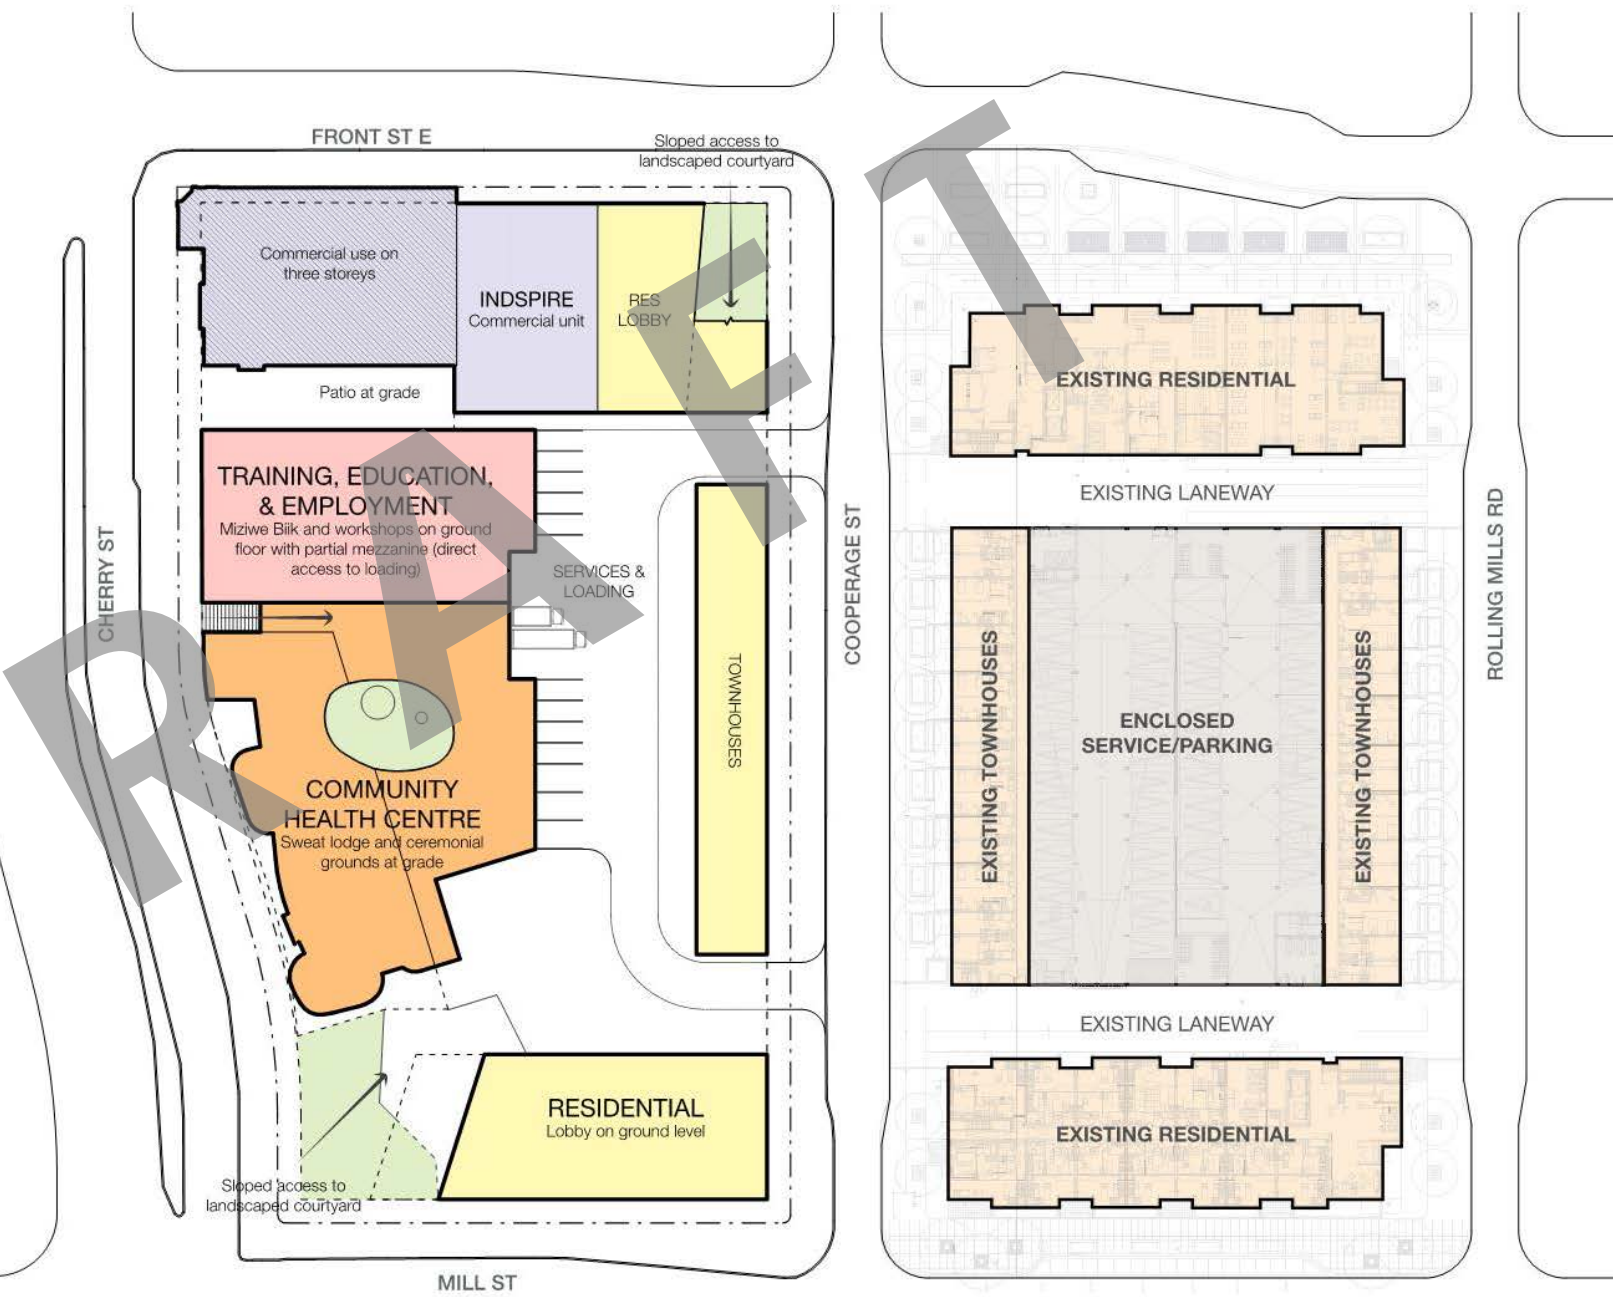 FRONT ST E
Sloped access to
landscaped courtyard
Commercial use on
three storeys
INDSPIRE
Commercial unit
RES
LOBBY
Patio at grade
TRAINING, EDUCATION,
& EMPLOYMENT
Miziwe Biik and workshops on ground
floor with partial mezzanine (direct
access to loading)
SERVICES &
LOADING
CHERRY ST
COMMUNITY
HEALTH CENTRE
Sweat lodge and ceremonial
grounds at grade
TOWNHOUSES
COOPERAGE ST
RESIDENTIAL
Lobby on ground level
Sloped access to
landscaped courtyard
MILL ST
EXISTING RESIDENTIAL
EXISTING LANEWAY
EXISTING TOWNHOUSES
ENCLOSED
SERVICE/PARKING
EXISTING TOWNHOUSES
ROLLING MILLS RD
EXISTING LANEWAY
EXISTING RESIDENTIAL
RAFT